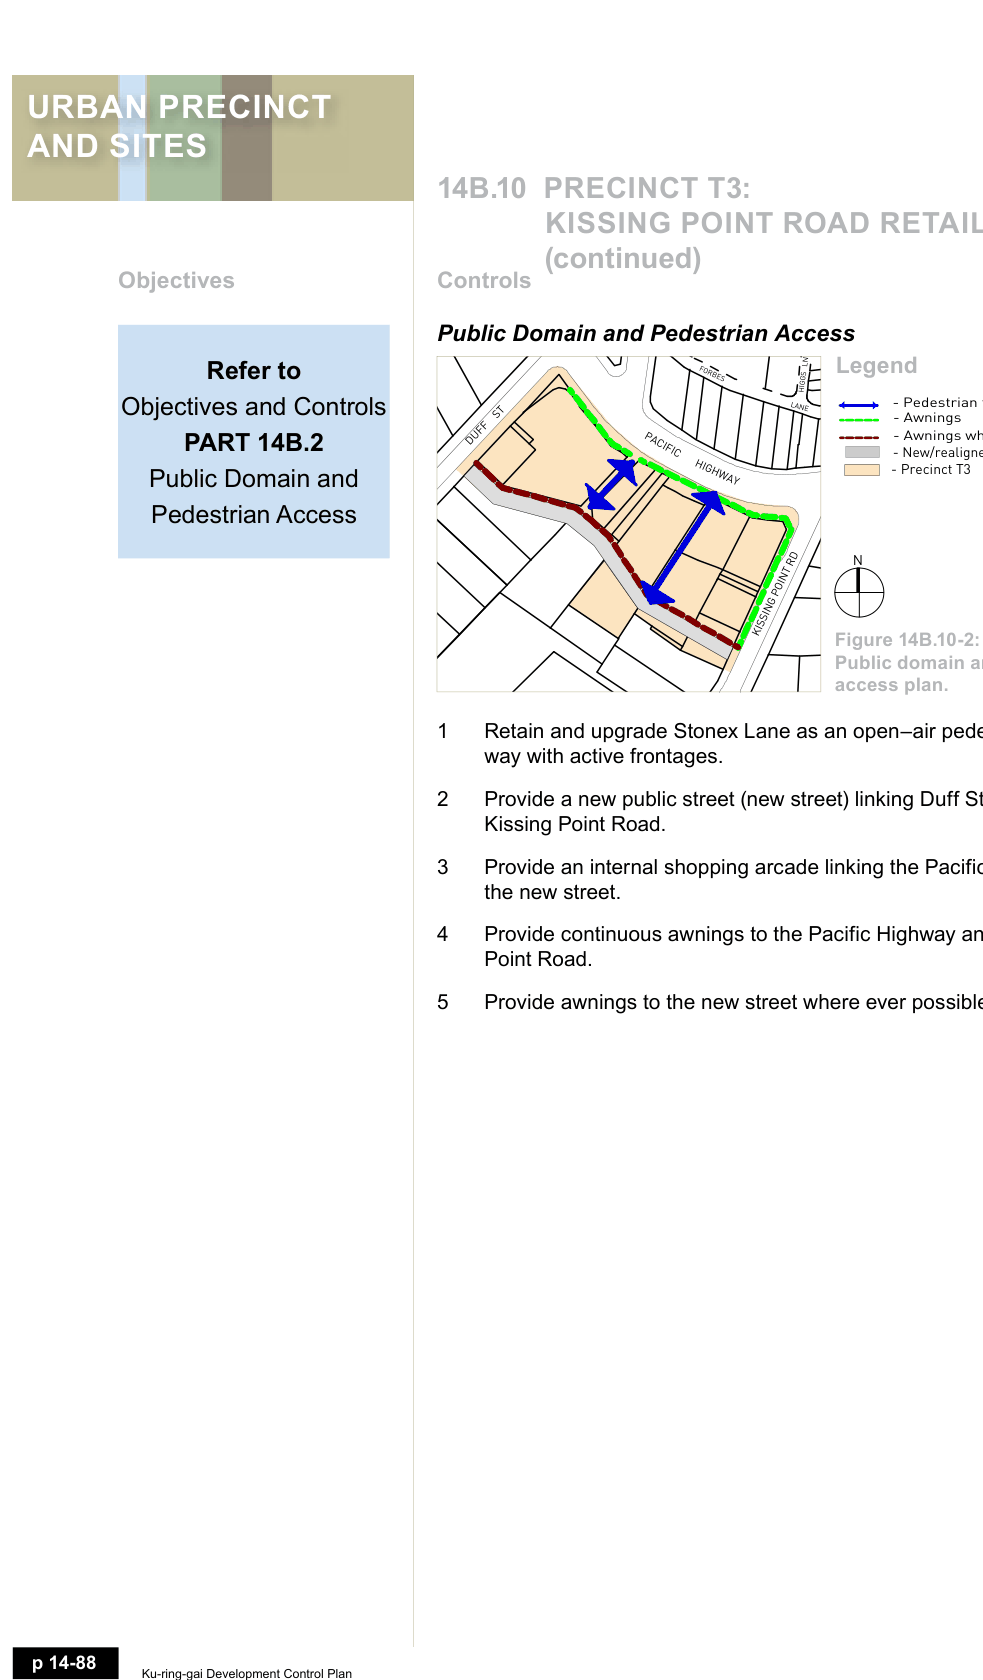 URBAN PRECINCT
AND SITES
14B.10 PRECINCT T3:
KISSING POINT ROAD RETAIL
(continued)
Objectives
Controls
Refer to
Objectives and Controls
PART 14B.2
Public Domain and
Pedestrian Access
Public Domain and Pedestrian Access
DUFF ST
PACIFIC HIGHWAY
FORBES
LANE
HIGGS LN
KISSING POINT RD
Legend
- Pedestrian
- Awnings
- Awnings wh
- New/realigne
- Precinct T3
N
Figure 14B.10-2:
Public domain an
access plan.
1 Retain and upgrade Stonex Lane as an open–air pede
way with active frontages.
2 Provide a new public street (new street) linking Duff St
Kissing Point Road.
3 Provide an internal shopping arcade linking the Pacific
the new street.
4 Provide continuous awnings to the Pacific Highway an
Point Road.
5 Provide awnings to the new street where ever possible
p 14-88
Ku-ring-gai Development Control Plan